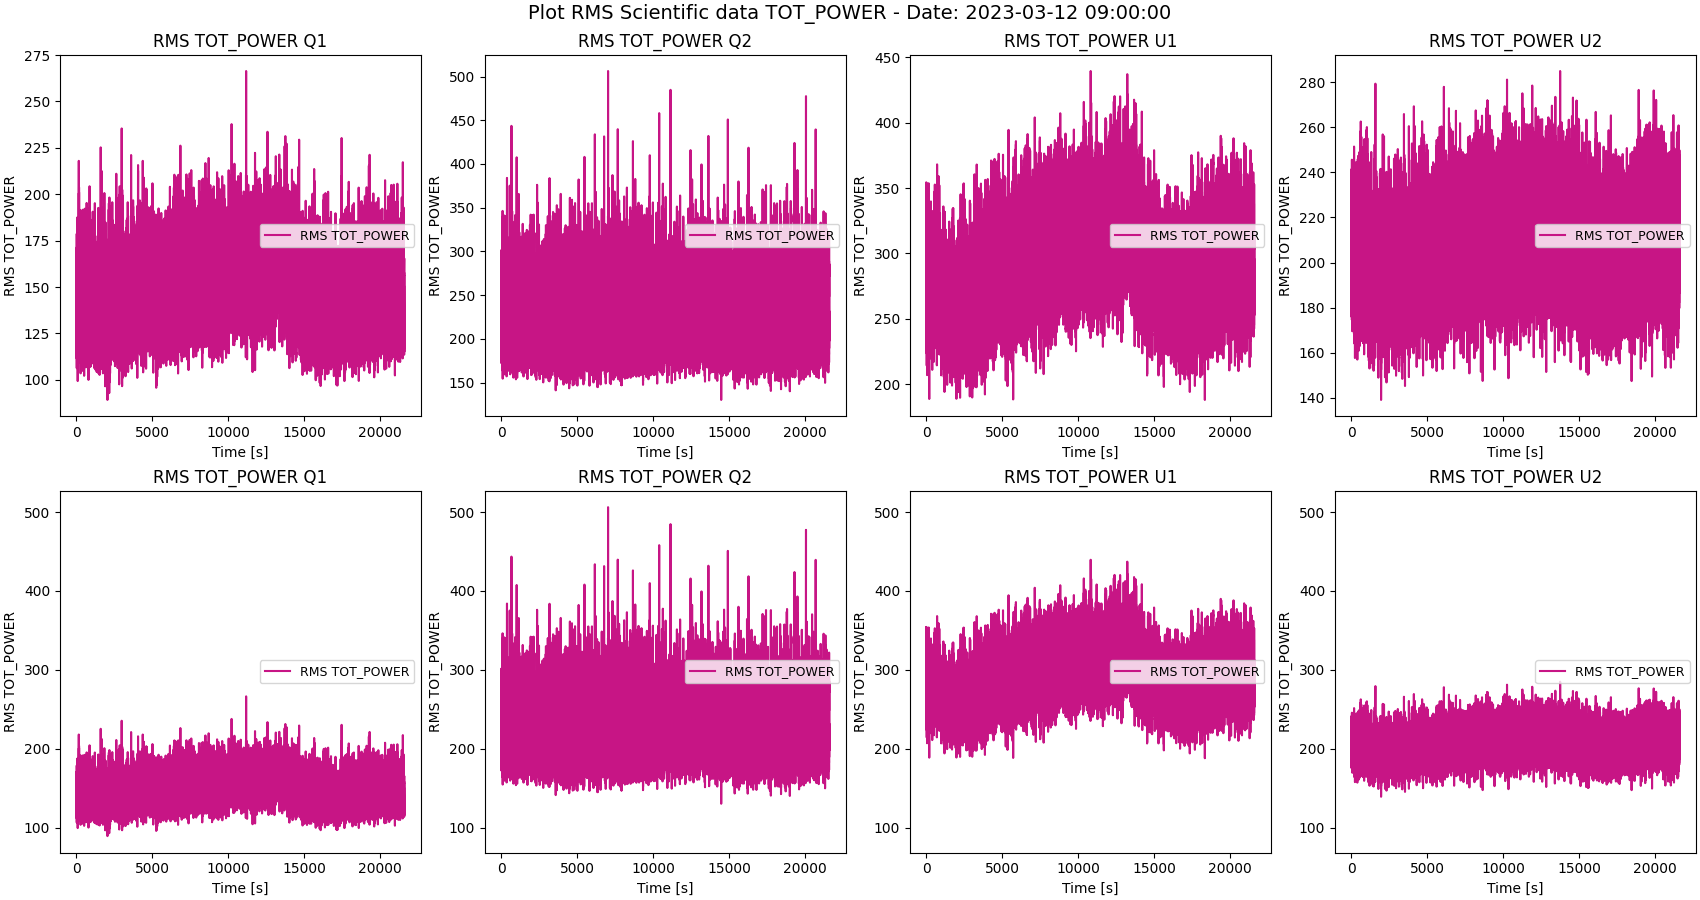 Plot RMS Scientific data TOT_POWER - Date: 2023-03-12 09:00:00
RMS TOT_POWER Q1
RMS TOT_POWER
275
250
225
200
175
150
125
100
RMS TOT_POWER
0 5000 10000 15000 20000
Time [s]
RMS TOT_POWER Q2
RMS TOT_POWER
500
450
400
350
300
250
200
150
RMS TOT_POWER
0 5000 10000 15000 20000
Time [s]
RMS TOT_POWER U1
RMS TOT_POWER
450
400
350
300
250
200
RMS TOT_POWER
0 5000 10000 15000 20000
Time [s]
RMS TOT_POWER U2
RMS TOT_POWER
280
260
240
220
200
180
160
140
RMS TOT_POWER
0 5000 10000 15000 20000
Time [s]
RMS TOT_POWER Q1
RMS TOT_POWER
500
400
300
200
100
RMS TOT_POWER
0 5000 10000 15000 20000
Time [s]
RMS TOT_POWER Q2
RMS TOT_POWER
500
400
300
200
100
RMS TOT_POWER
0 5000 10000 15000 20000
Time [s]
RMS TOT_POWER U1
RMS TOT_POWER
500
400
300
200
100
RMS TOT_POWER
0 5000 10000 15000 20000
Time [s]
RMS TOT_POWER U2
RMS TOT_POWER
500
400
300
200
100
RMS TOT_POWER
0 5000 10000 15000 20000
Time [s]